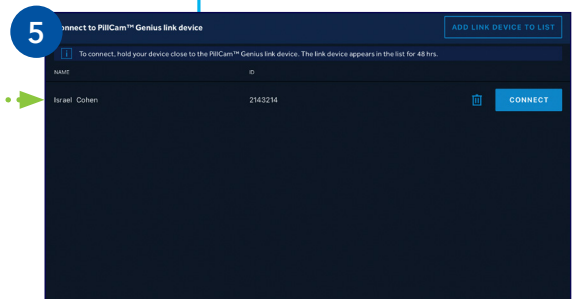 5
onnect to PillCam™ Genius link device
ADD LINK DEVICE TO LIST
i To connect, hold your device close to the PillCam™ Genius link device. The link device appears in the list for 48 hrs.
NAME ID
Israel Cohen 2143214 CONNECT